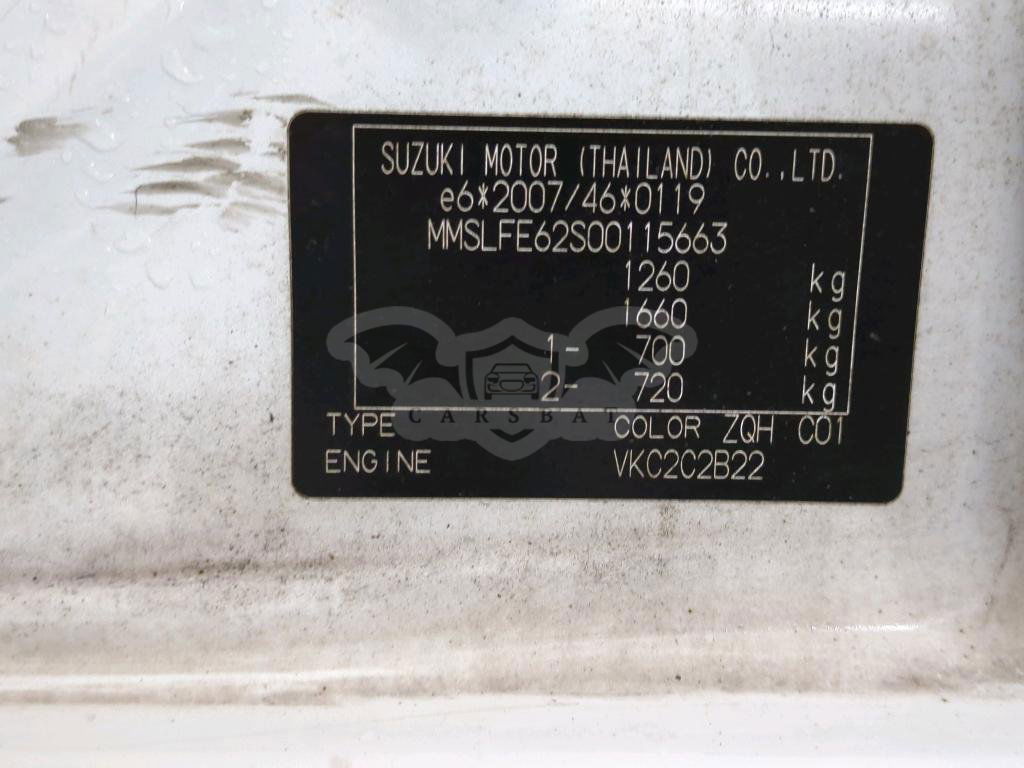 SUZUKI MOTOR (THAILAND) CO.,LTD.
e6*2007/46*0119
MMSLFE62S00115663
1260 kg
1660 kg
1- 700 kg
2- 720 kg
CARSBAT
TYPE COLOR ZQH C01
ENGINE VKC2C2B22